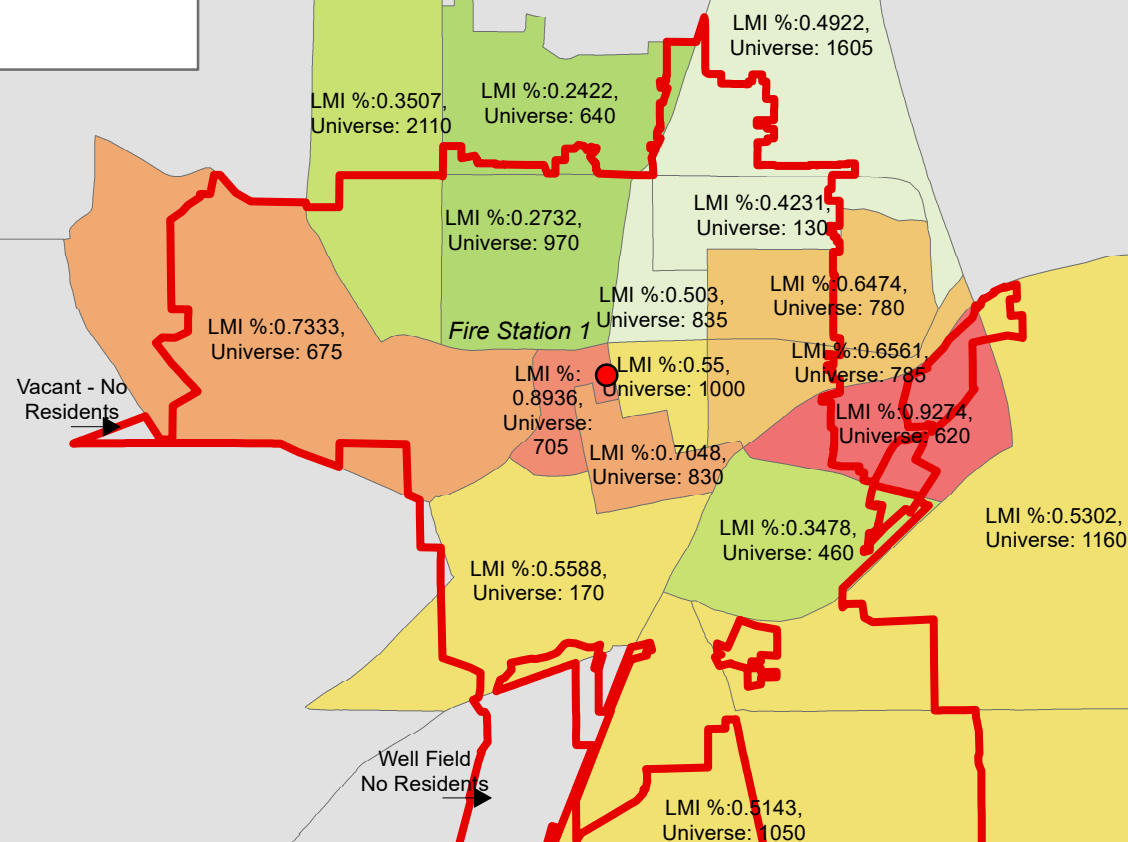 LMI %:0.4922,
Universe: 1605
LMI %:0.3507,
Universe: 2110
LMI %:0.2422,
Universe: 640
LMI %:0.4231,
Universe: 130
LMI %:0.2732,
Universe: 970
LMI %:0.6474,
Universe: 780
LMI %:0.503,
Universe: 835
Fire Station 1
LMI %:0.7333,
Universe: 675
LMI %:0.6561,
Universe: 785
LMI %:0.55,
Universe: 1000
LMI %:
0.8936,
Universe:
705
Vacant - No
Residents
LMI %:0.9274,
Universe: 620
LMI %:0.7048,
Universe: 830
LMI %:0.3478,
Universe: 460
LMI %:0.5302,
Universe: 1160
LMI %:0.5588,
Universe: 170
Well Field
No Residents
LMI %:0.5143,
Universe: 1050